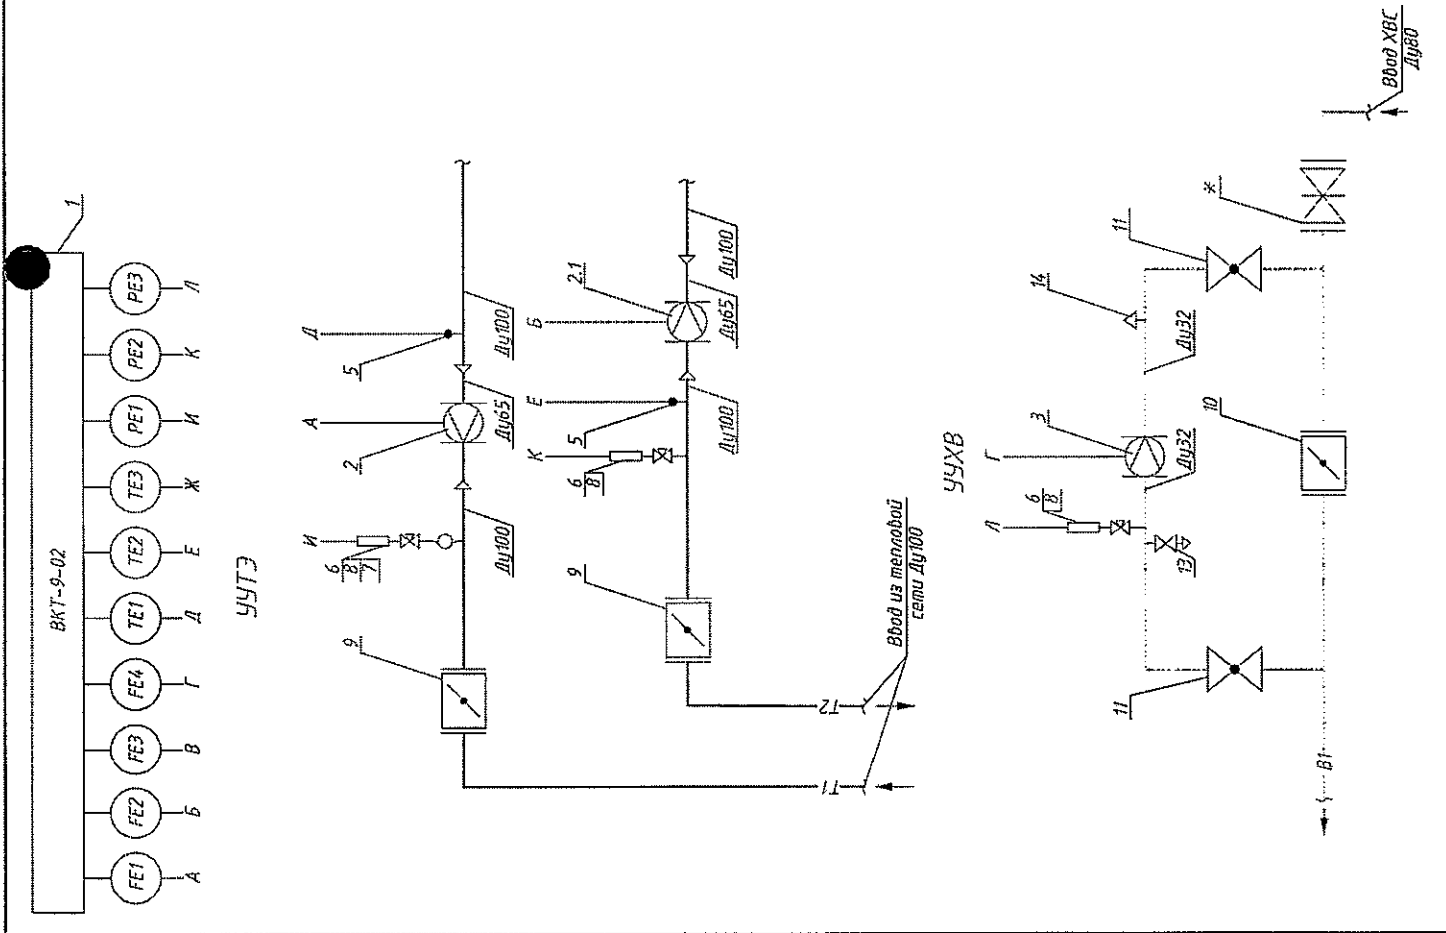 ВКТ-9-02
1
FE1
FE2
FE3
FE4
TE1
TE2
TE3
PE1
PE2
PE3
А
Б
В
Г
Д
Е
Ж
И
К
Л
УУТЭ
9
И
6
8
7
2
А
5
Д
Ду100
Ду65
Ду100
9
К
6
8
5
Е
Б
2.1
Ду100
Ду65
Ду100
Т1
Т2
Ввод из тепловой
сети Ду100
УУХВ
Л
6
8
Г
3
14
11
11
13
Ду32
Ду32
10
*
В1
Ввод ХВС
Ду80